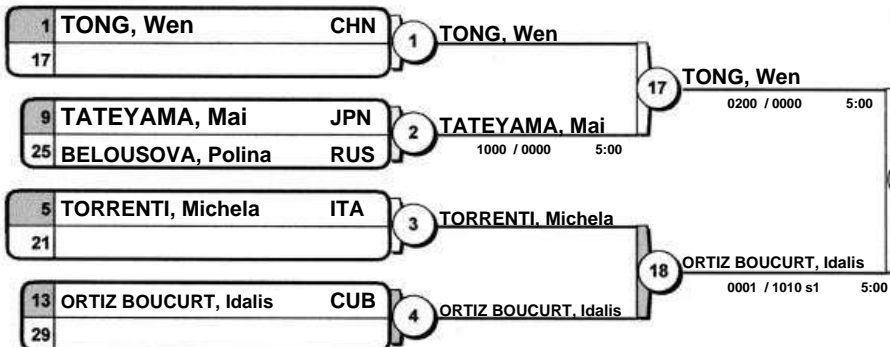 1 TONG, Wen CHN
17
1 TONG, Wen
9 TATEYAMA, Mai JPN
25 BELOUSOVA, Polina RUS
2 TATEYAMA, Mai
1000 / 0000 5:00
17 TONG, Wen
0200 / 0000 5:00
5 TORRENTI, Michela ITA
21
3 TORRENTI, Michela
13 ORTIZ BOUCURT, Idalis CUB
29
4 ORTIZ BOUCURT, Idalis
18 ORTIZ BOUCURT, Idalis
0001 / 1010 s1 5:00